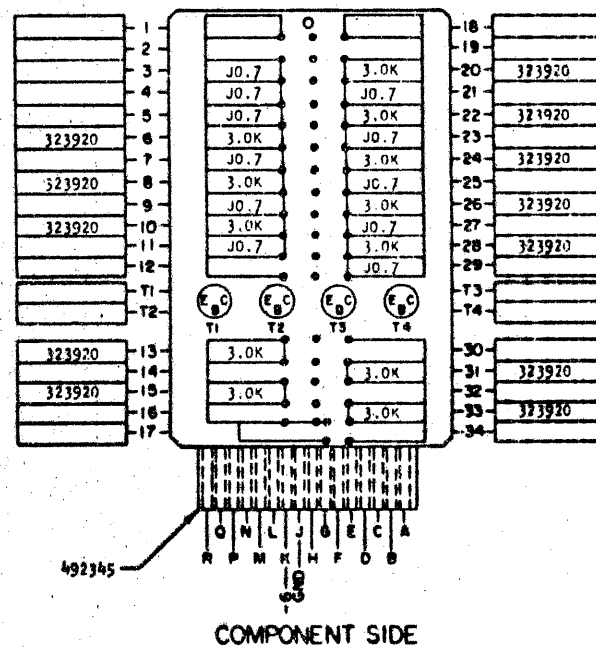 1 O 18
2 19
3 J0.7 3.0K 20 323920
4 J0.7 J0.7 21
5 J0.7 3.0K 22 323920
323920 6 3.0K J0.7 23
7 J0.7 3.0K 24 323920
323920 8 3.0K J0.7 25
9 J0.7 3.0K 26 323920
323920 10 3.0K J0.7 27
11 J0.7 3.0K 28 323920
12 J0.7 29
T1 E B C E B C E C E B C T3
T2 T1 T2 T3 T4 T4
323920 13 3.0K 30
14 3.0K 31 323920
323920 15 3.0K 32
16 3.0K 33 323920
17 34
Q N L J G E C A
R P M K H F D B
492345
-6 GND
COMPONENT SIDE